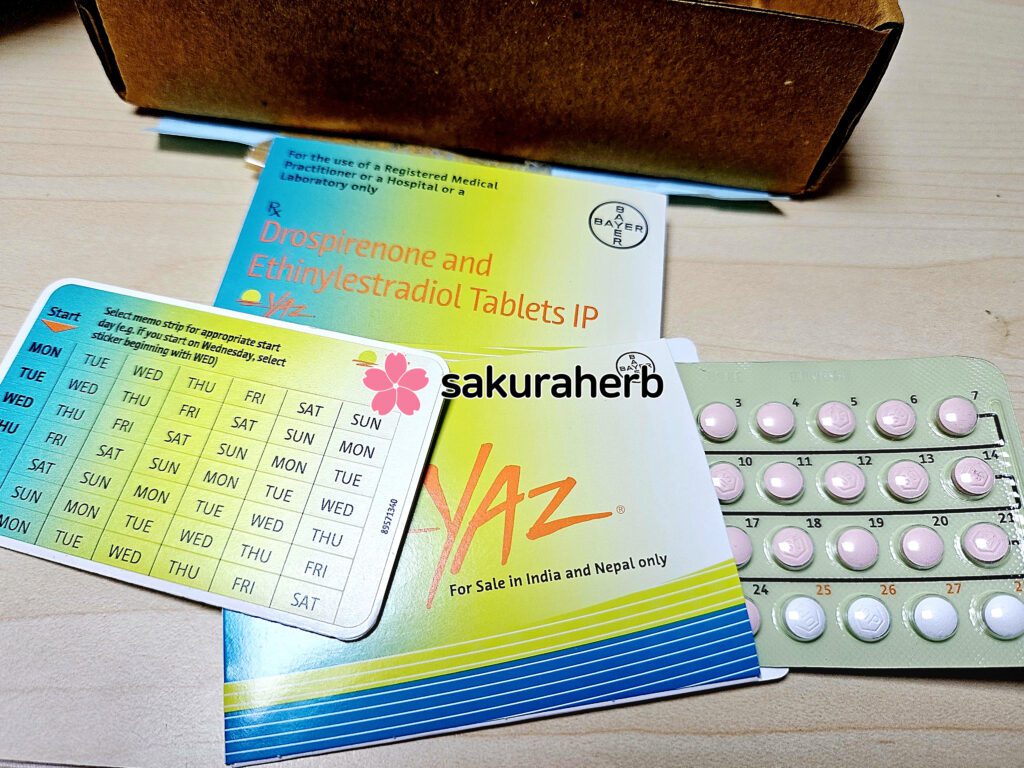 For the use of a Registered Medical
Practitioner or a Hospital or a
Laboratory only
BAYER
BAYER
Rx
Drospirenone and
Ethinylestradiol Tablets IP
YAZ
Start
Select memo strip for appropriate start
day (e.g. if you start on Wednesday, select
sticker beginning with WED)
MON TUE WED THU FRI SAT SUN
TUE WED THU FRI SAT SUN MON
WED THU FRI SAT SUN MON TUE
FRI SAT SUN MON TUE WED
SAT SUN MON TUE WED THU
SUN MON TUE WED THU FRI
MON TUE WED THU FRI SAT
89571340
sakuraherb
BAYER
YAZ®
For Sale in India and Nepal only
3 4 5 6 7
10 11 12 13 14
17 18 19 20 21
24 25 26 27